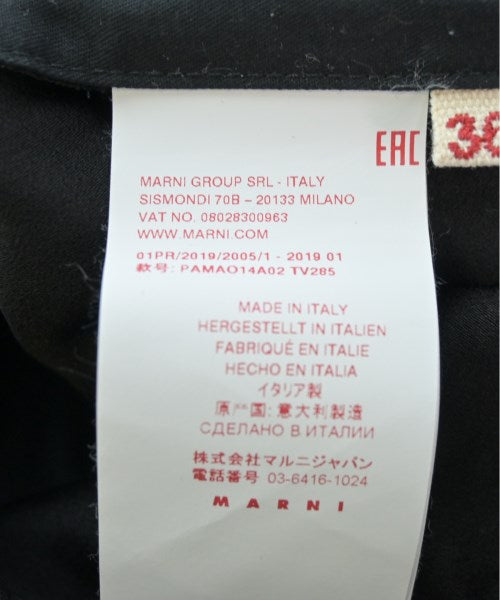 EAC
38
MARNI GROUP SRL - ITALY
SISMONDI 70B – 20133 MILANO
VAT NO. 08028300963
WWW.MARNI.COM
01PR/2019/2005/1 - 2019 01
款号: PAMAO14A02 TV285
MADE IN ITALY
HERGESTELLT IN ITALIEN
FABRIQUÉ EN ITALIE
HECHO EN ITALIA
イタリア製
原产国: 意大利製造
СДЕЛАНО В ИТАЛИИ
株式会社マルニジャパン
電話番号 03-6416-1024
MARNI